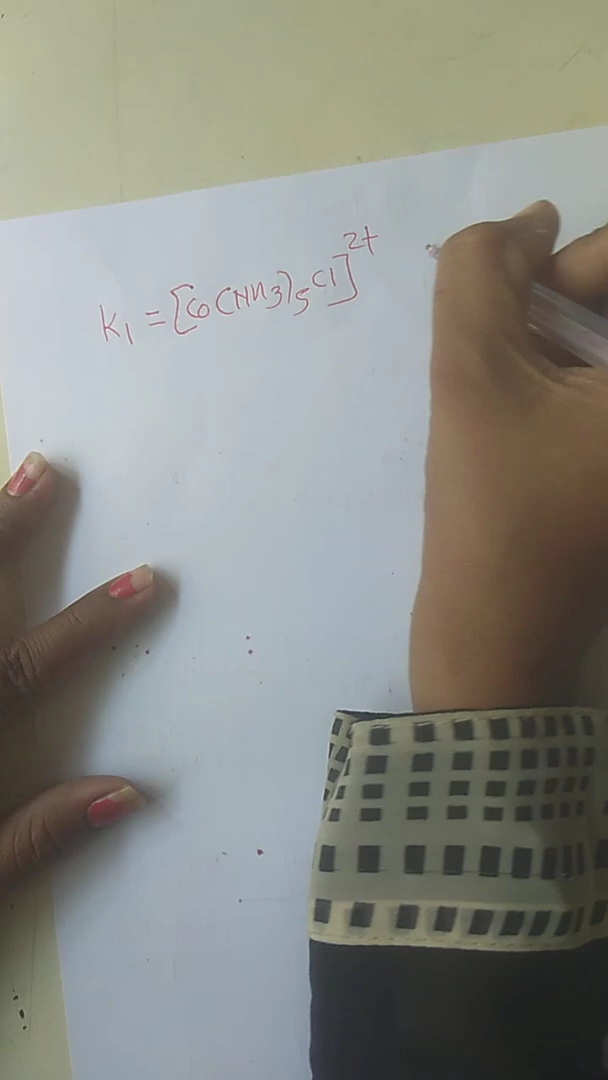 K₁ = [Co(NH3)5Cl]²⁺